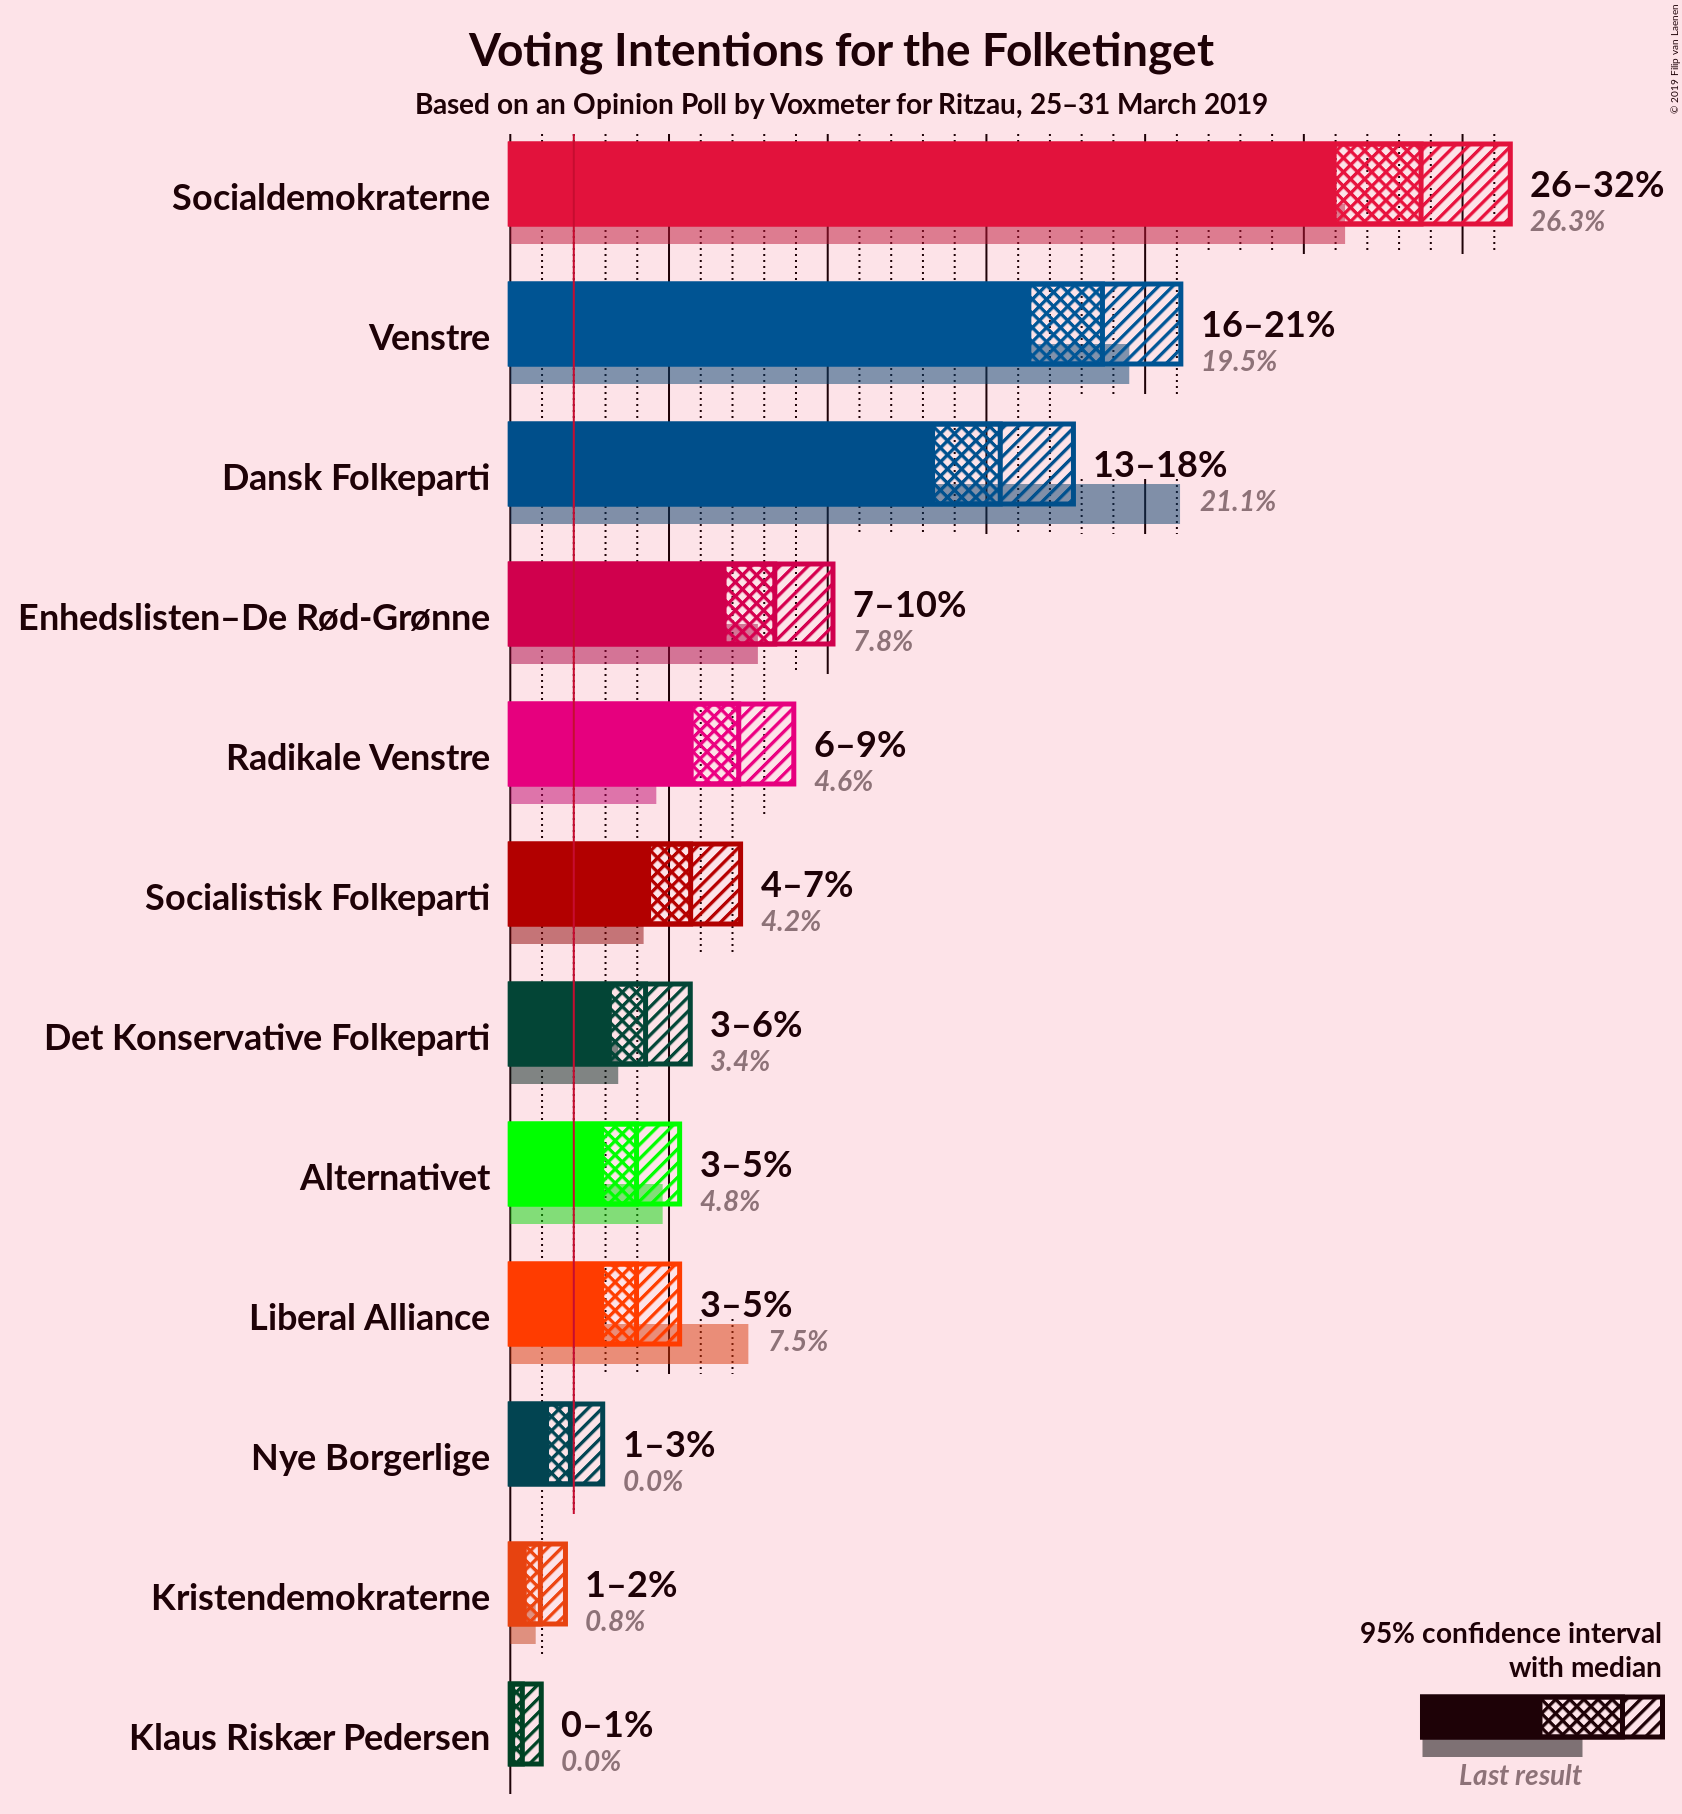 Voting Intentions for the Folketinget
Based on an Opinion Poll by Voxmeter for Ritzau, 25–31 March 2019
© 2019 Filip van Laenen
Socialdemokraterne
26–32%
26.3%
Venstre
16–21%
19.5%
Dansk Folkeparti
13–18%
21.1%
Enhedslisten–De Rød-Grønne
7–10%
7.8%
Radikale Venstre
6–9%
4.6%
Socialistisk Folkeparti
4–7%
4.2%
Det Konservative Folkeparti
3–6%
3.4%
Alternativet
3–5%
4.8%
Liberal Alliance
3–5%
7.5%
Nye Borgerlige
1–3%
0.0%
Kristendemokraterne
1–2%
0.8%
Klaus Riskær Pedersen
0–1%
0.0%
95% confidence interval
with median
Last result